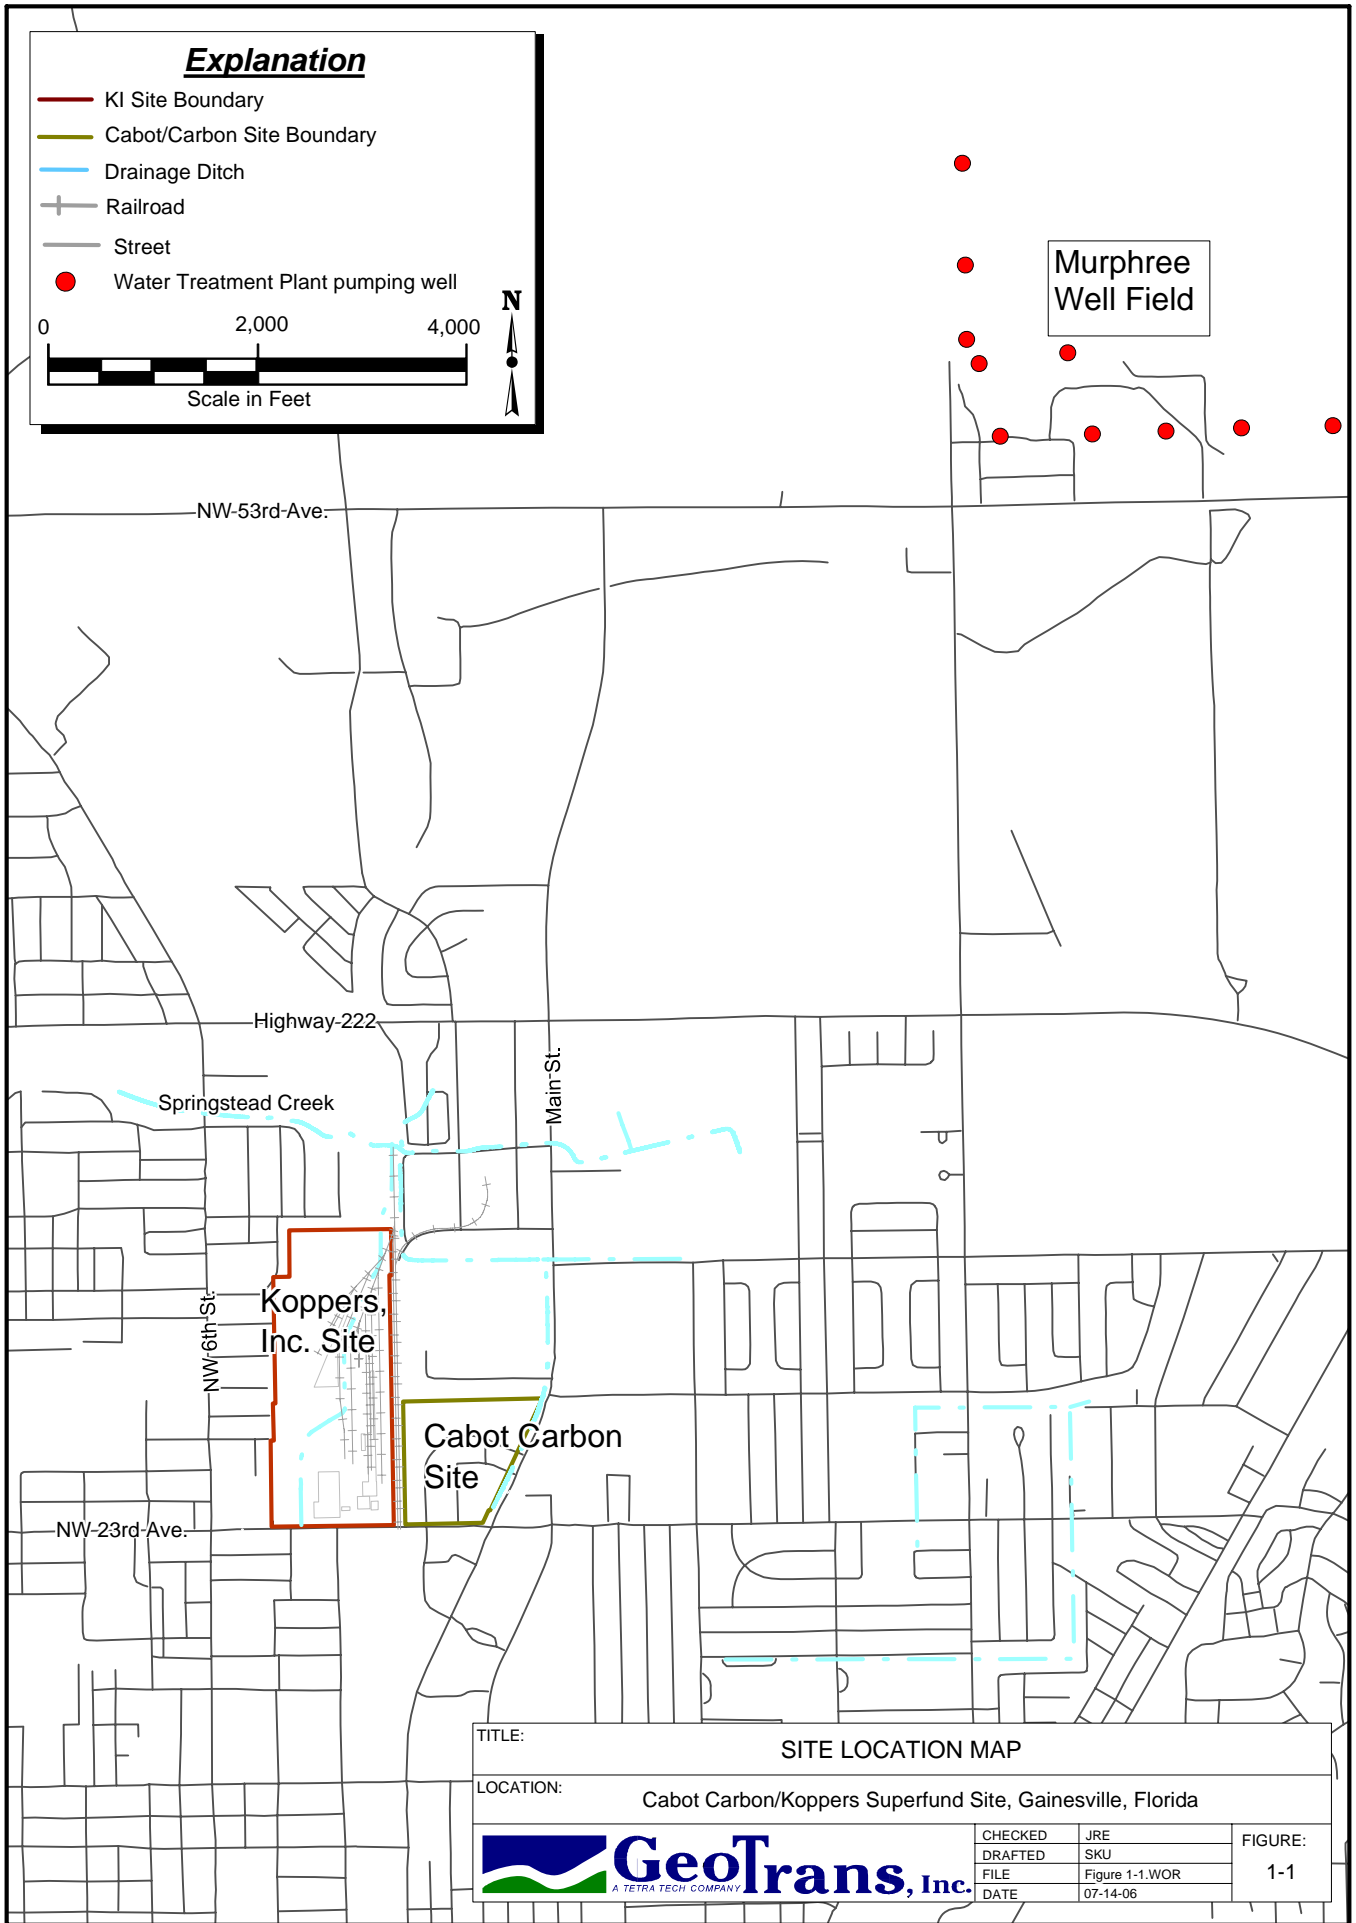 Explanation
KI Site Boundary
Cabot/Carbon Site Boundary
Drainage Ditch
Railroad
Street
Water Treatment Plant pumping well
0 2,000 4,000
Scale in Feet
N
Murphree
Well Field
NW 53rd Ave.
Highway 222
Main St.
Springstead Creek
NW 6th St.
Koppers,
Inc. Site
Cabot Carbon
Site
NW 23rd Ave.
TITLE:
SITE LOCATION MAP
LOCATION:
Cabot Carbon/Koppers Superfund Site, Gainesville, Florida
GeoTrans, Inc.
A TETRA TECH COMPANY
CHECKED JRE
DRAFTED SKU
FILE Figure 1-1.WOR
DATE 07-14-06
FIGURE:
1-1